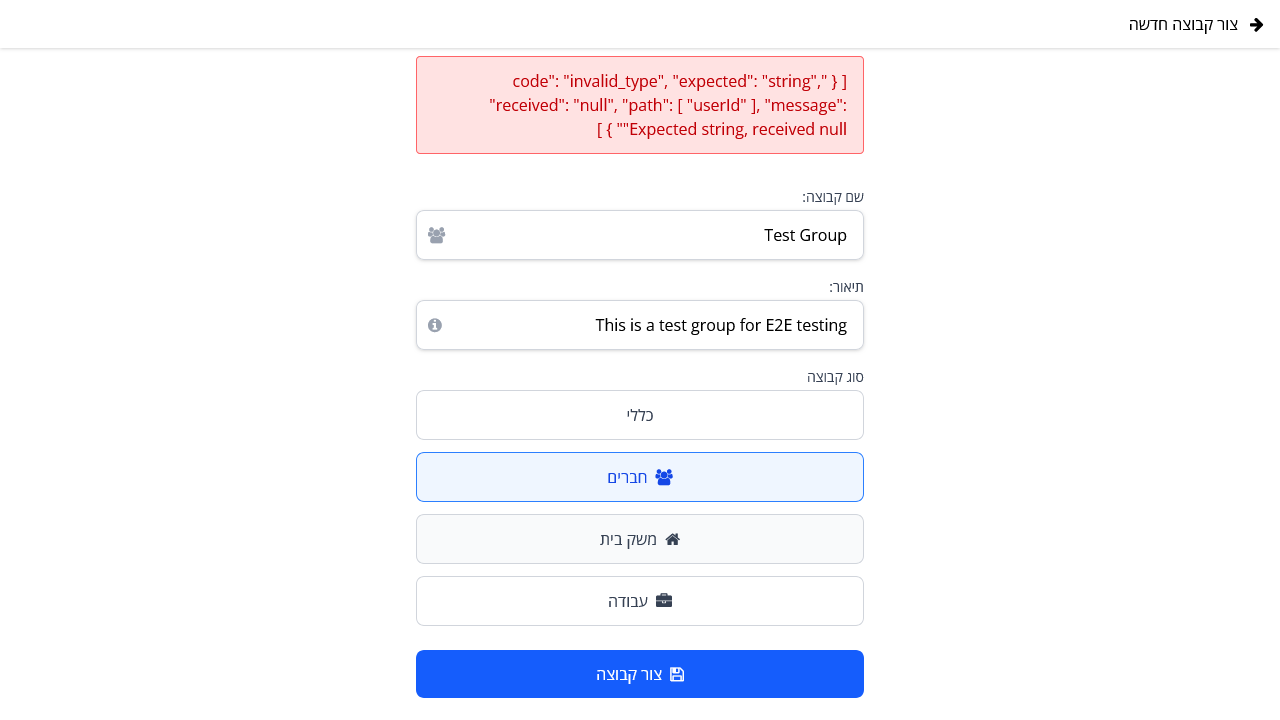 צור קבוצה חדשה
[ { "code": "invalid_type", "expected": "string",
"received": "null", "path": [ "userId" ], "message":
"Expected string, received null" } ]
שם קבוצה:
Test Group
תיאור:
This is a test group for E2E testing
סוג קבוצה
כללי
חברים
משק בית
עבודה
צור קבוצה